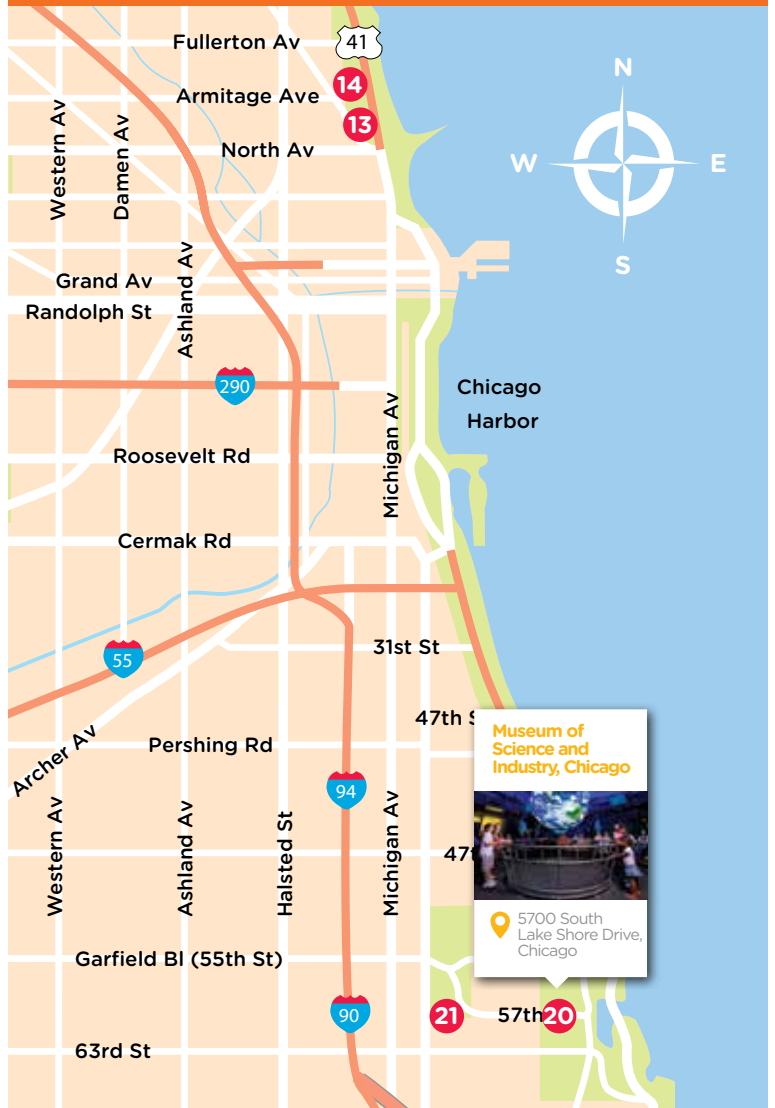 Fullerton Av
41
14
Armitage Ave
13
North Av
N
W
E
S
Western Av
Damen Av
Ashland Av
Grand Av
Randolph St
290
Chicago
Harbor
Michigan Av
Roosevelt Rd
Cermak Rd
31st St
55
47th S
Archer Av
Pershing Rd
Museum of
Science and
Industry, Chicago
94
Western Av
Ashland Av
Halsted St
Michigan Av
47t
5700 South
Lake Shore Drive,
Chicago
Garfield Bl (55th St)
90
21
57th
20
63rd St